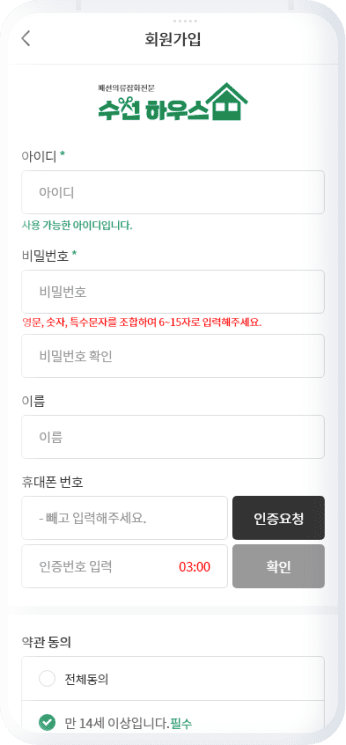 회원가입
패션의류잡화전문
수선 하우스
아이디 *
아이디
사용 가능한 아이디입니다.
비밀번호 *
비밀번호
영문, 숫자, 특수문자를 조합하여 6~15자로 입력해주세요.
비밀번호 확인
이름
이름
휴대폰 번호
- 빼고 입력해주세요.
인증요청
인증번호 입력 03:00
확인
약관 동의
전체동의
만 14세 이상입니다.필수